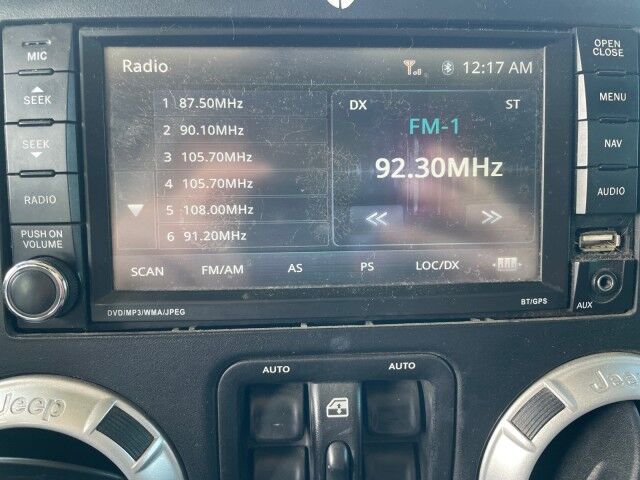 MIC
SEEK
SEEK
RADIO
PUSH ON
VOLUME
Radio
12:17 AM
1 87.50MHz
2 90.10MHz
3 105.70MHz
4 105.70MHz
5 108.00MHz
6 91.20MHz
DX
ST
FM-1
92.30MHz
SCAN
FM/AM
AS
PS
LOC/DX
DVD/MP3/WMA/JPEG
BT/GPS
OPEN
CLOSE
MENU
NAV
AUDIO
AUX
AUTO
AUTO
Jeep
Jeep